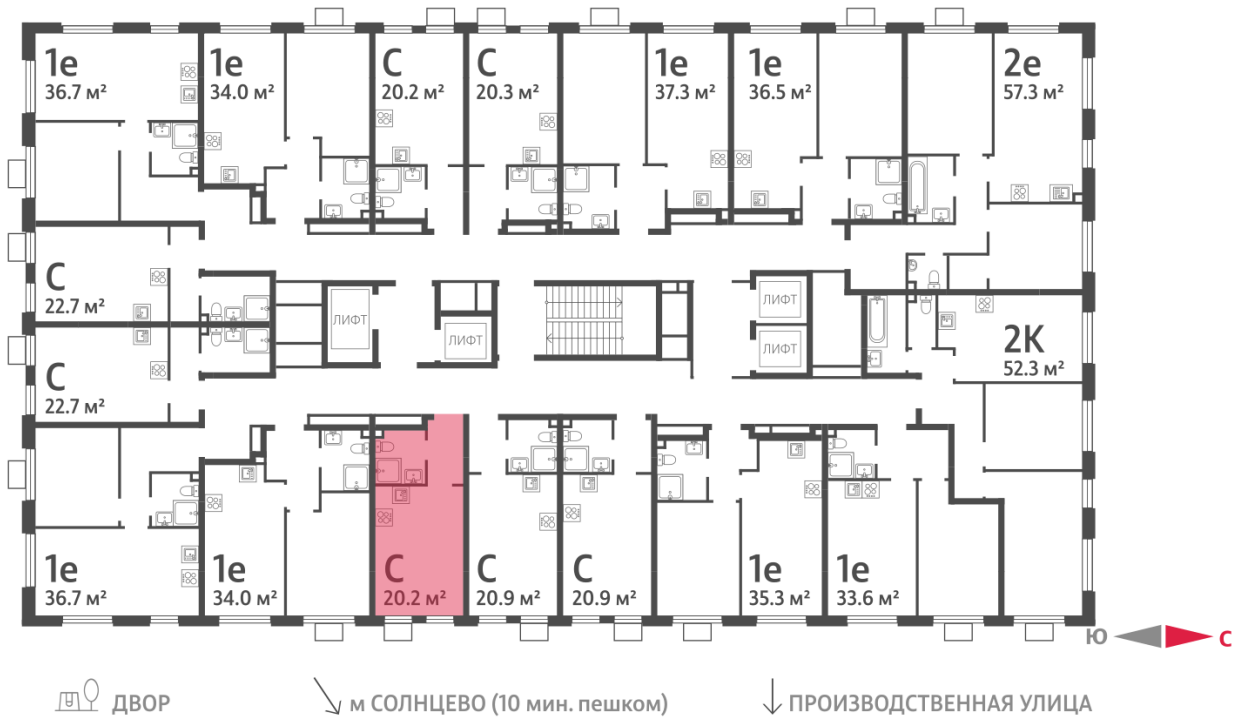 1е
36.7 м²
1е
34.0 м²
С
20.2 м²
С
20.3 м²
1е
37.3 м²
1е
36.5 м²
2е
57.3 м²
С
22.7 м²
ЛИФТ
ЛИФТ
ЛИФТ
ЛИФТ
2К
52.3 м²
С
22.7 м²
1е
36.7 м²
1е
34.0 м²
С
20.2 м²
С
20.9 м²
С
20.9 м²
1е
35.3 м²
1е
33.6 м²
Ю С
ДВОР
м СОЛНЦЕВО (10 мин. пешком)
ПРОИЗВОДСТВЕННАЯ УЛИЦА